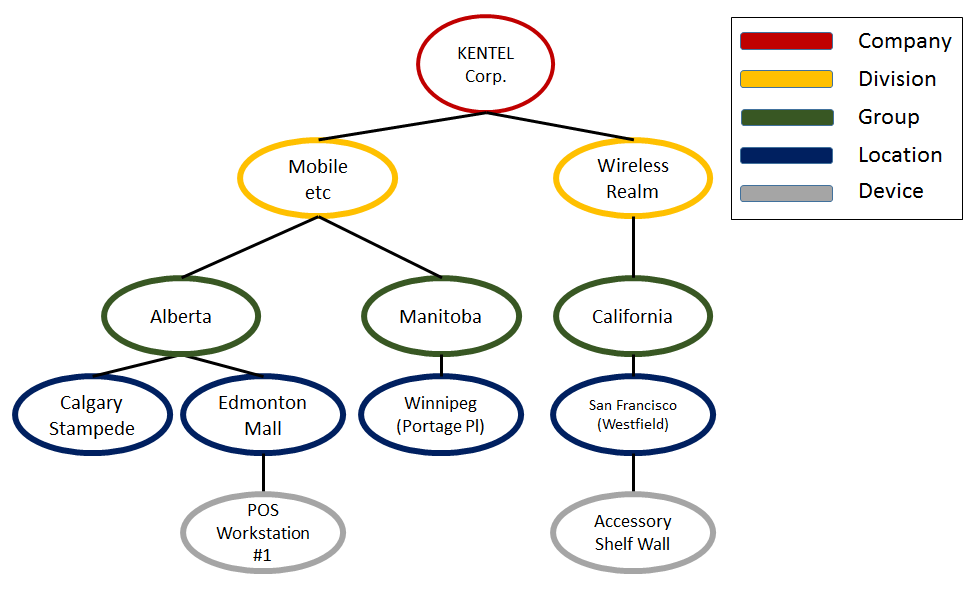 KENTEL
Corp.
Company
Division
Group
Location
Device
Mobile
etc
Wireless
Realm
Alberta
Manitoba
California
Calgary
Stampede
Edmonton
Mall
Winnipeg
(Portage Pl)
San Francisco
(Westfield)
POS
Workstation
#1
Accessory
Shelf Wall